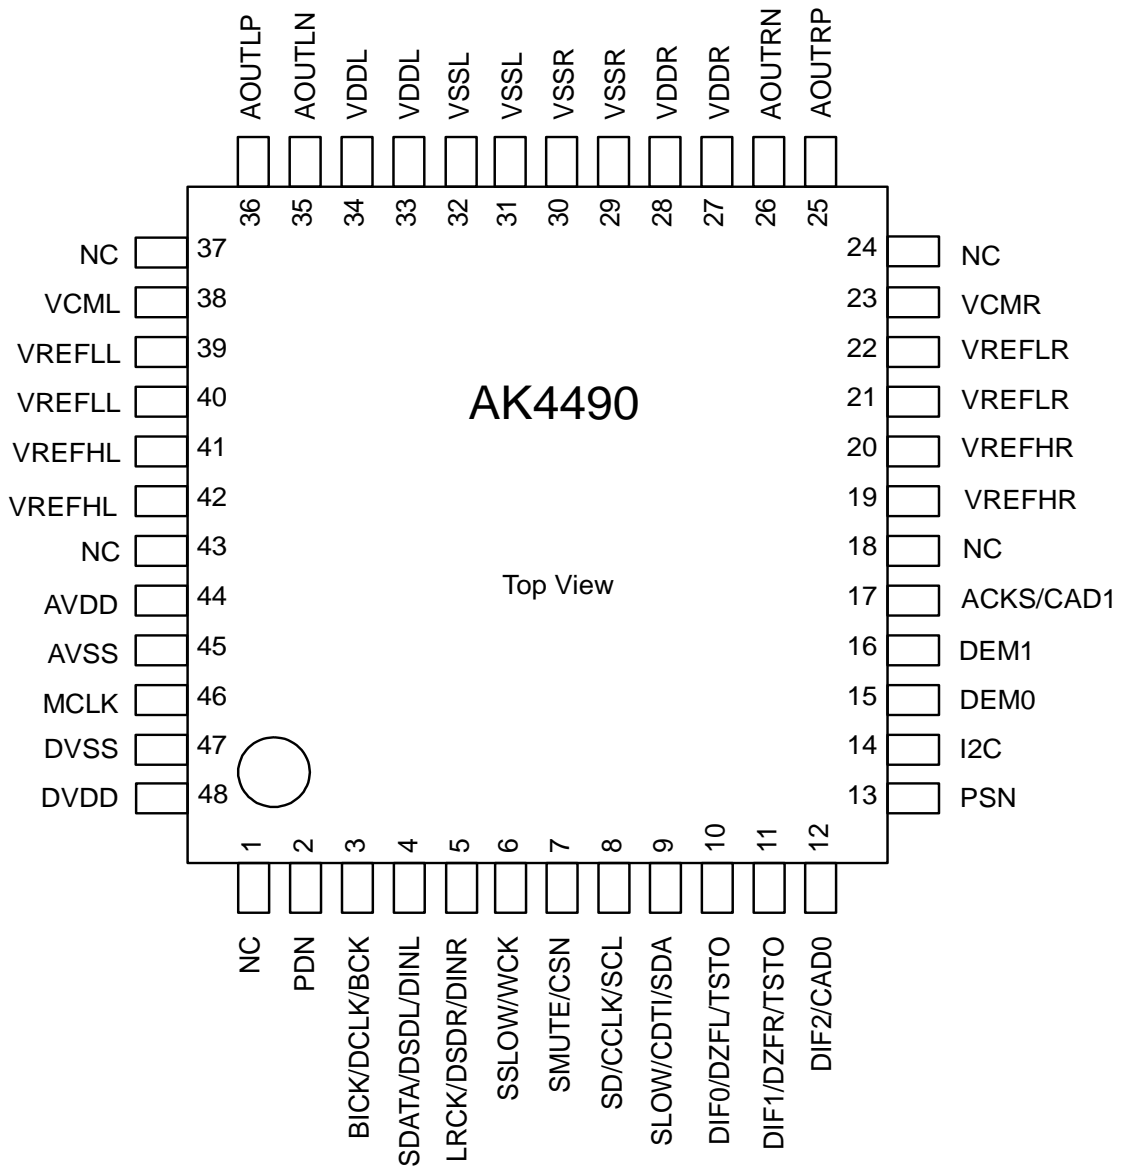 AOUTLP
AOUTLN
VDDL
VDDL
VSSL
VSSL
VSSR
VSSR
VDDR
VDDR
AOUTRN
AOUTRP
36
35
34
33
32
31
30
29
28
27
26
25
NC 37
24 NC
VCML 38
23 VCMR
VREFLL 39
22 VREFLR
VREFLL 40
21 VREFLR
AK4490
VREFHL 41
20 VREFHR
VREFHL 42
19 VREFHR
NC 43
18 NC
Top View
AVDD 44
17 ACKS/CAD1
AVSS 45
16 DEM1
MCLK 46
15 DEM0
DVSS 47
14 I2C
DVDD 48
13 PSN
1
2
3
4
5
6
7
8
9
10
11
12
NC
PDN
BICK/DCLK/BCK
SDATA/DSDL/DINL
LRCK/DSDR/DINR
SSLOW/WCK
SMUTE/CSN
SD/CCLK/SCL
SLOW/CDTI/SDA
DIF0/DZFL/TSTO
DIF1/DZFR/TSTO
DIF2/CAD0